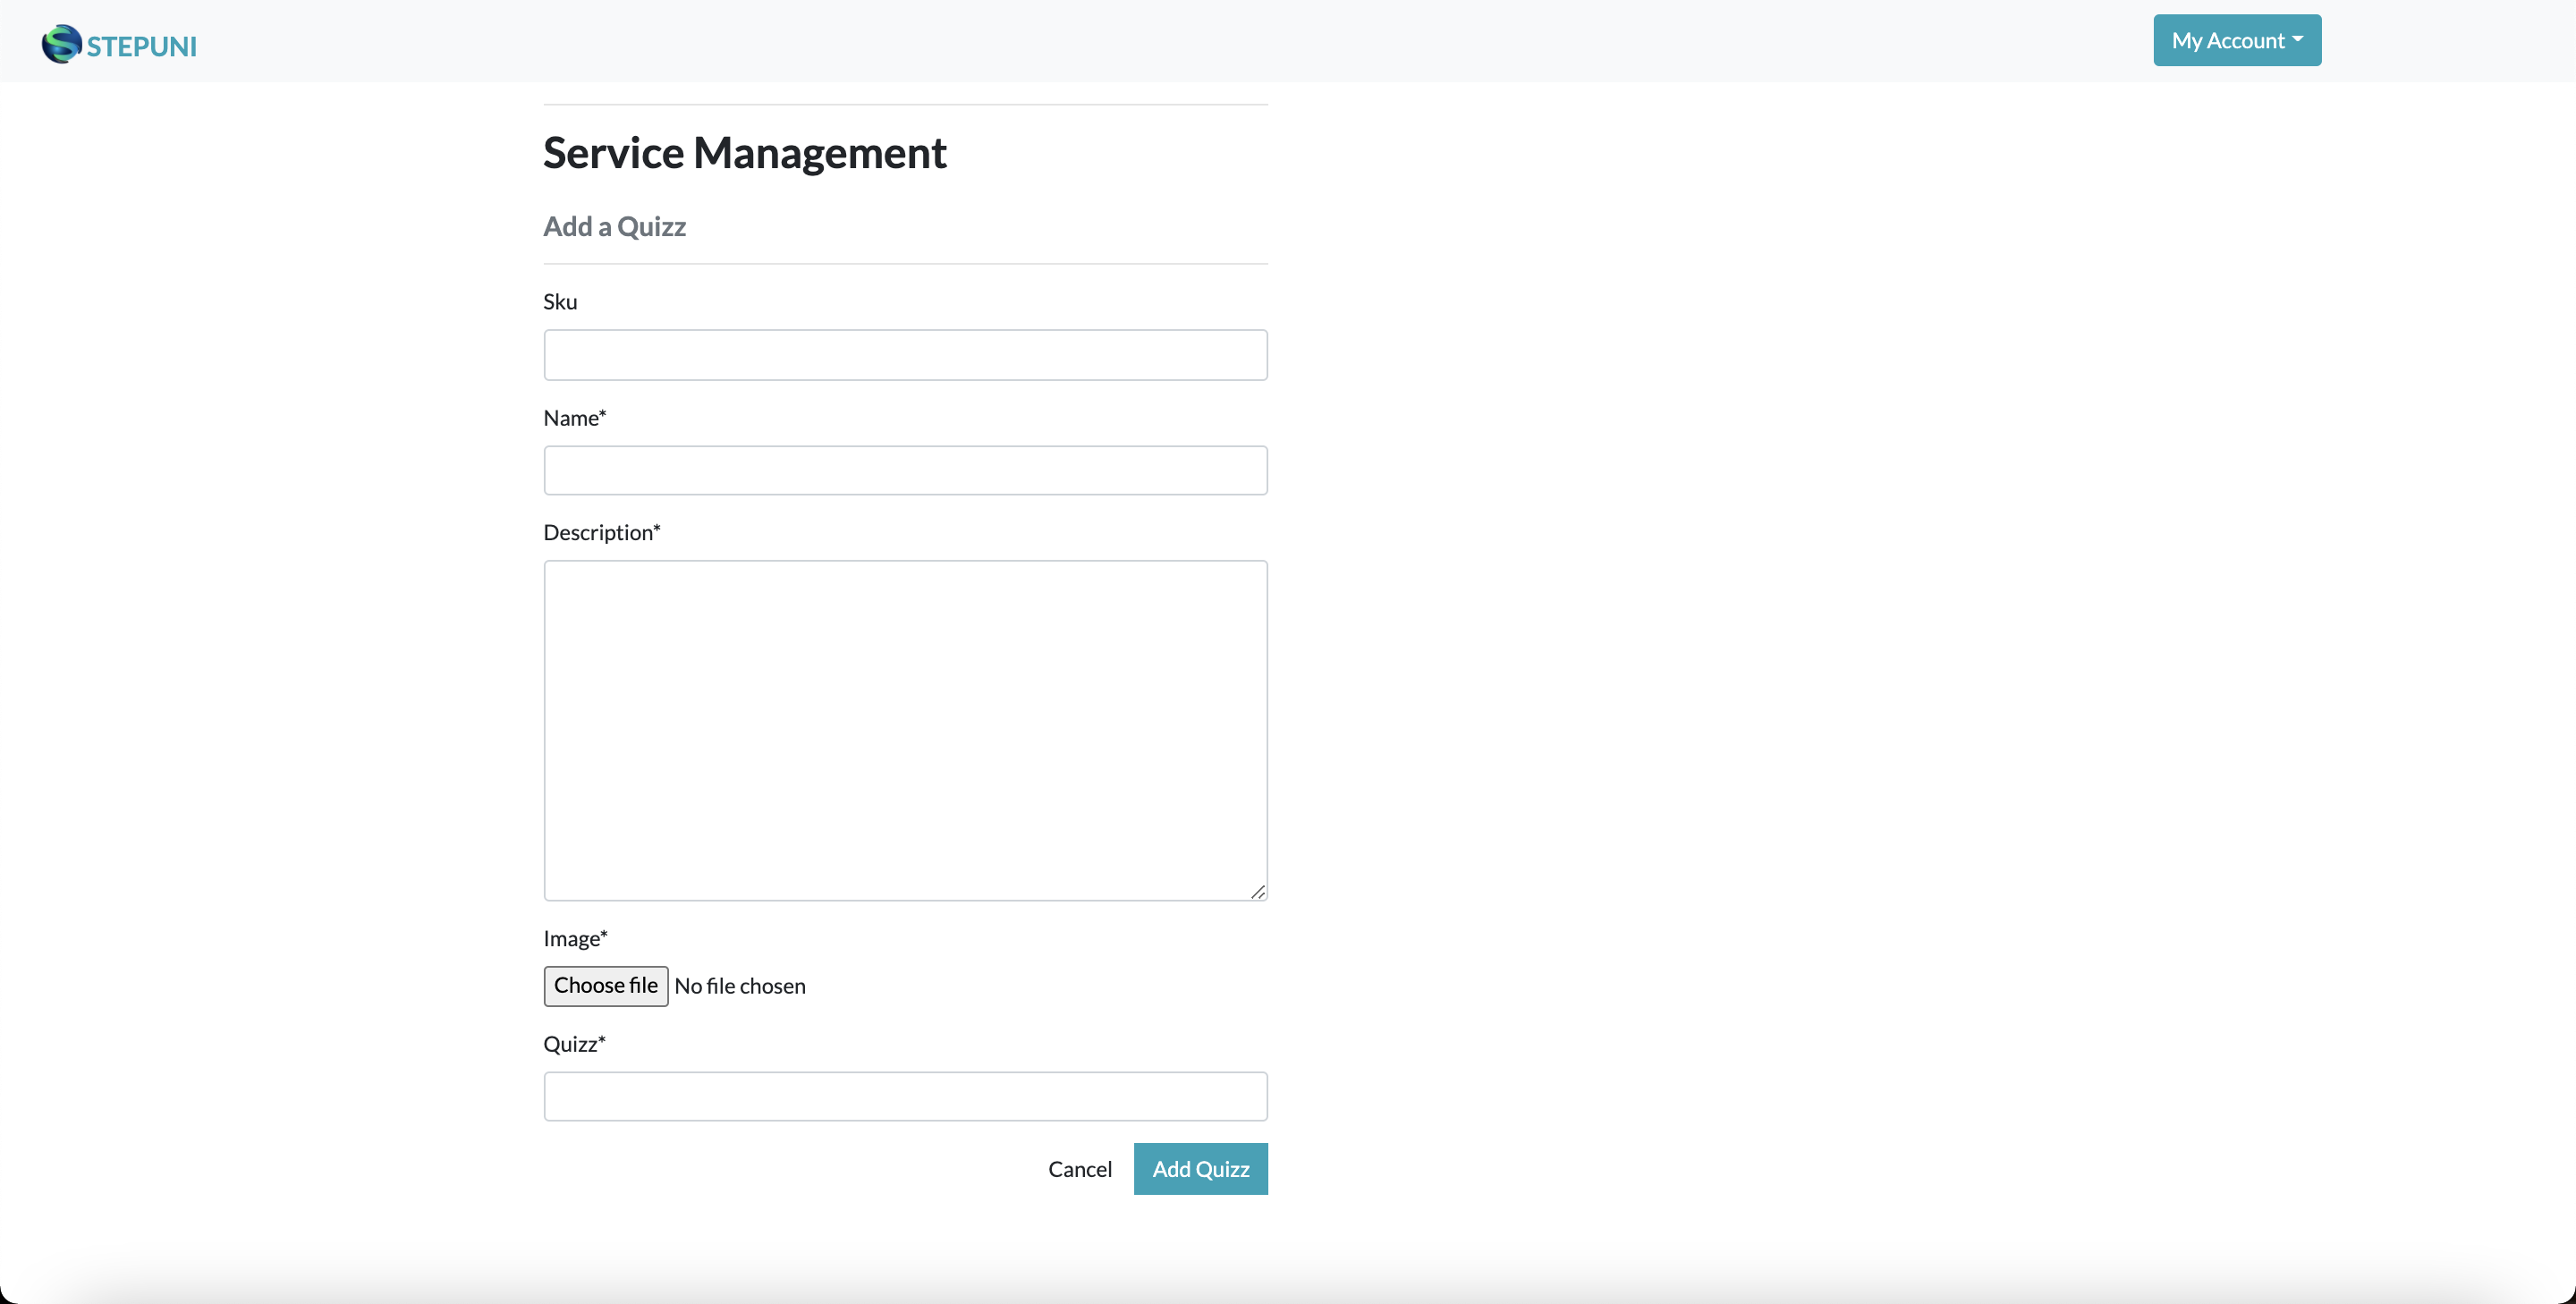 STEPUNI
My Account
Service Management
Add a Quizz
Sku
Name*
Description*
Image*
Choose file No file chosen
Quizz*
Cancel Add Quizz